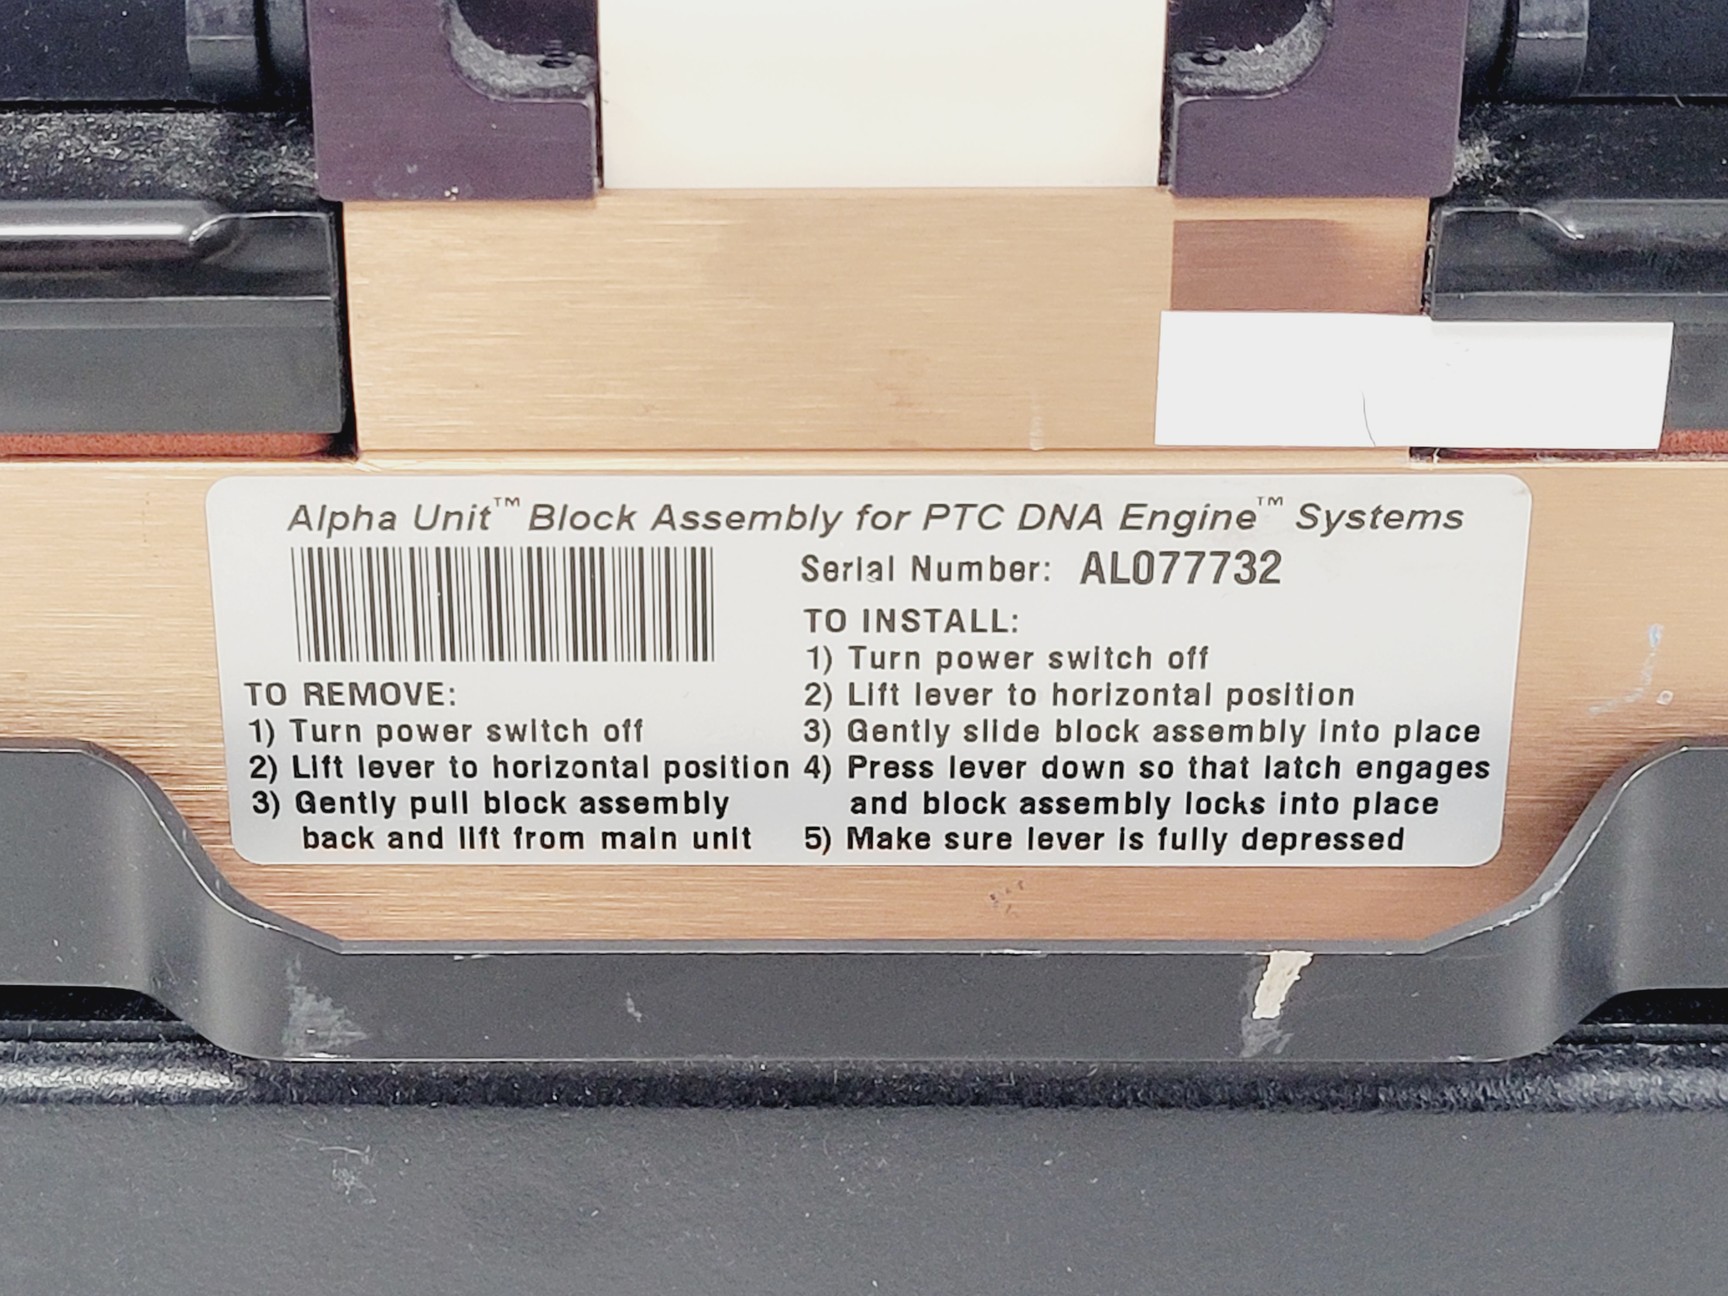 Alpha Unit™ Block Assembly for PTC DNA Engine™ Systems
Serial Number: AL077732
TO REMOVE:
1) Turn power switch off
2) Lift lever to horizontal position
3) Gently pull block assembly
back and lift from main unit
TO INSTALL:
1) Turn power switch off
2) Lift lever to horizontal position
3) Gently slide block assembly into place
4) Press lever down so that latch engages
and block assembly locks into place
5) Make sure lever is fully depressed